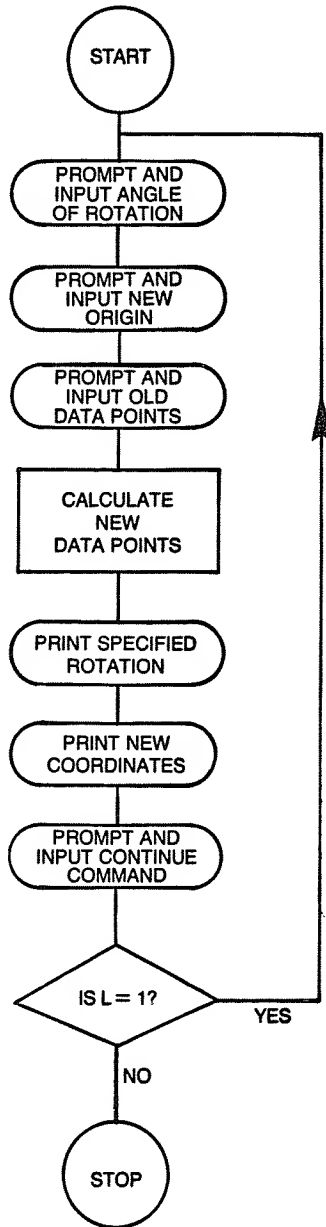 START
PROMPT AND
INPUT ANGLE
OF ROTATION
PROMPT AND
INPUT NEW
ORIGIN
PROMPT AND
INPUT OLD
DATA POINTS
CALCULATE
NEW
DATA POINTS
PRINT SPECIFIED
ROTATION
PRINT NEW
COORDINATES
PROMPT AND
INPUT CONTINUE
COMMAND
IS L = 1?
YES
NO
STOP